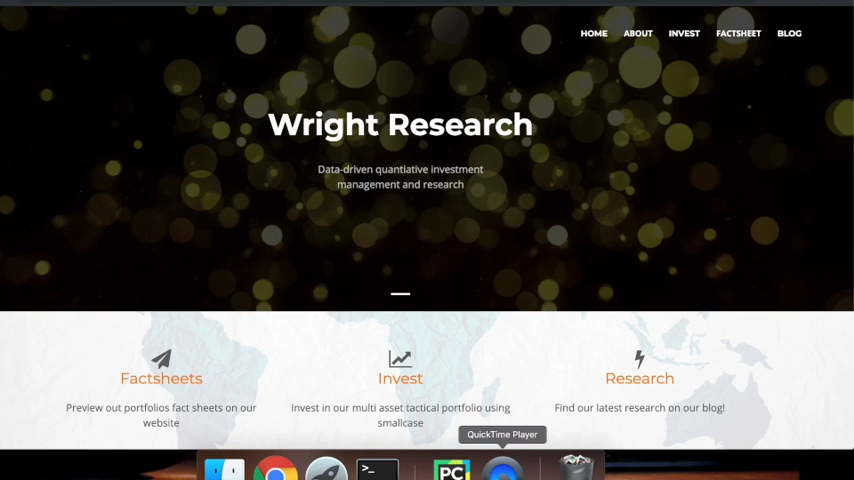 HOME ABOUT INVEST FACTSHEET BLOG
Wright Research
Data-driven quantiative investment
management and research
Factsheets
Preview out portfolios fact sheets on our
website
Invest
Invest in our multi asset tactical portfolio using
smallcase
Research
Find our latest research on our blog!
QuickTime Player
>_
PC